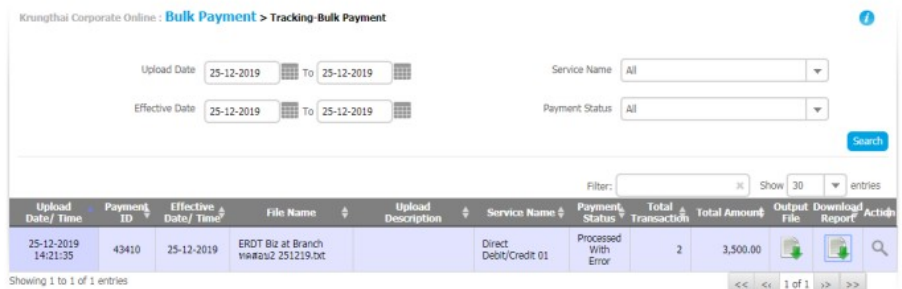 Krungthai Corporate Online : Bulk Payment > Tracking-Bulk Payment
Upload Date 25-12-2019 To 25-12-2019 Service Name All
Effective Date 25-12-2019 To 25-12-2019 Payment Status All
Search
Filter: Show 30 entries
Upload Date/ Time Payment ID Effective Date/ Time File Name Upload Description Service Name Payment Status Total Transaction Total Amount Output File Download Report Action
25-12-2019 14:21:35 43410 25-12-2019 ERDT Biz at Branch ทดสอบ2 251219.txt Direct Debit/Credit 01 Processed With Error 2 3,500.00
Showing 1 to 1 of 1 entries << <‹ 1 of 1 ›> >>